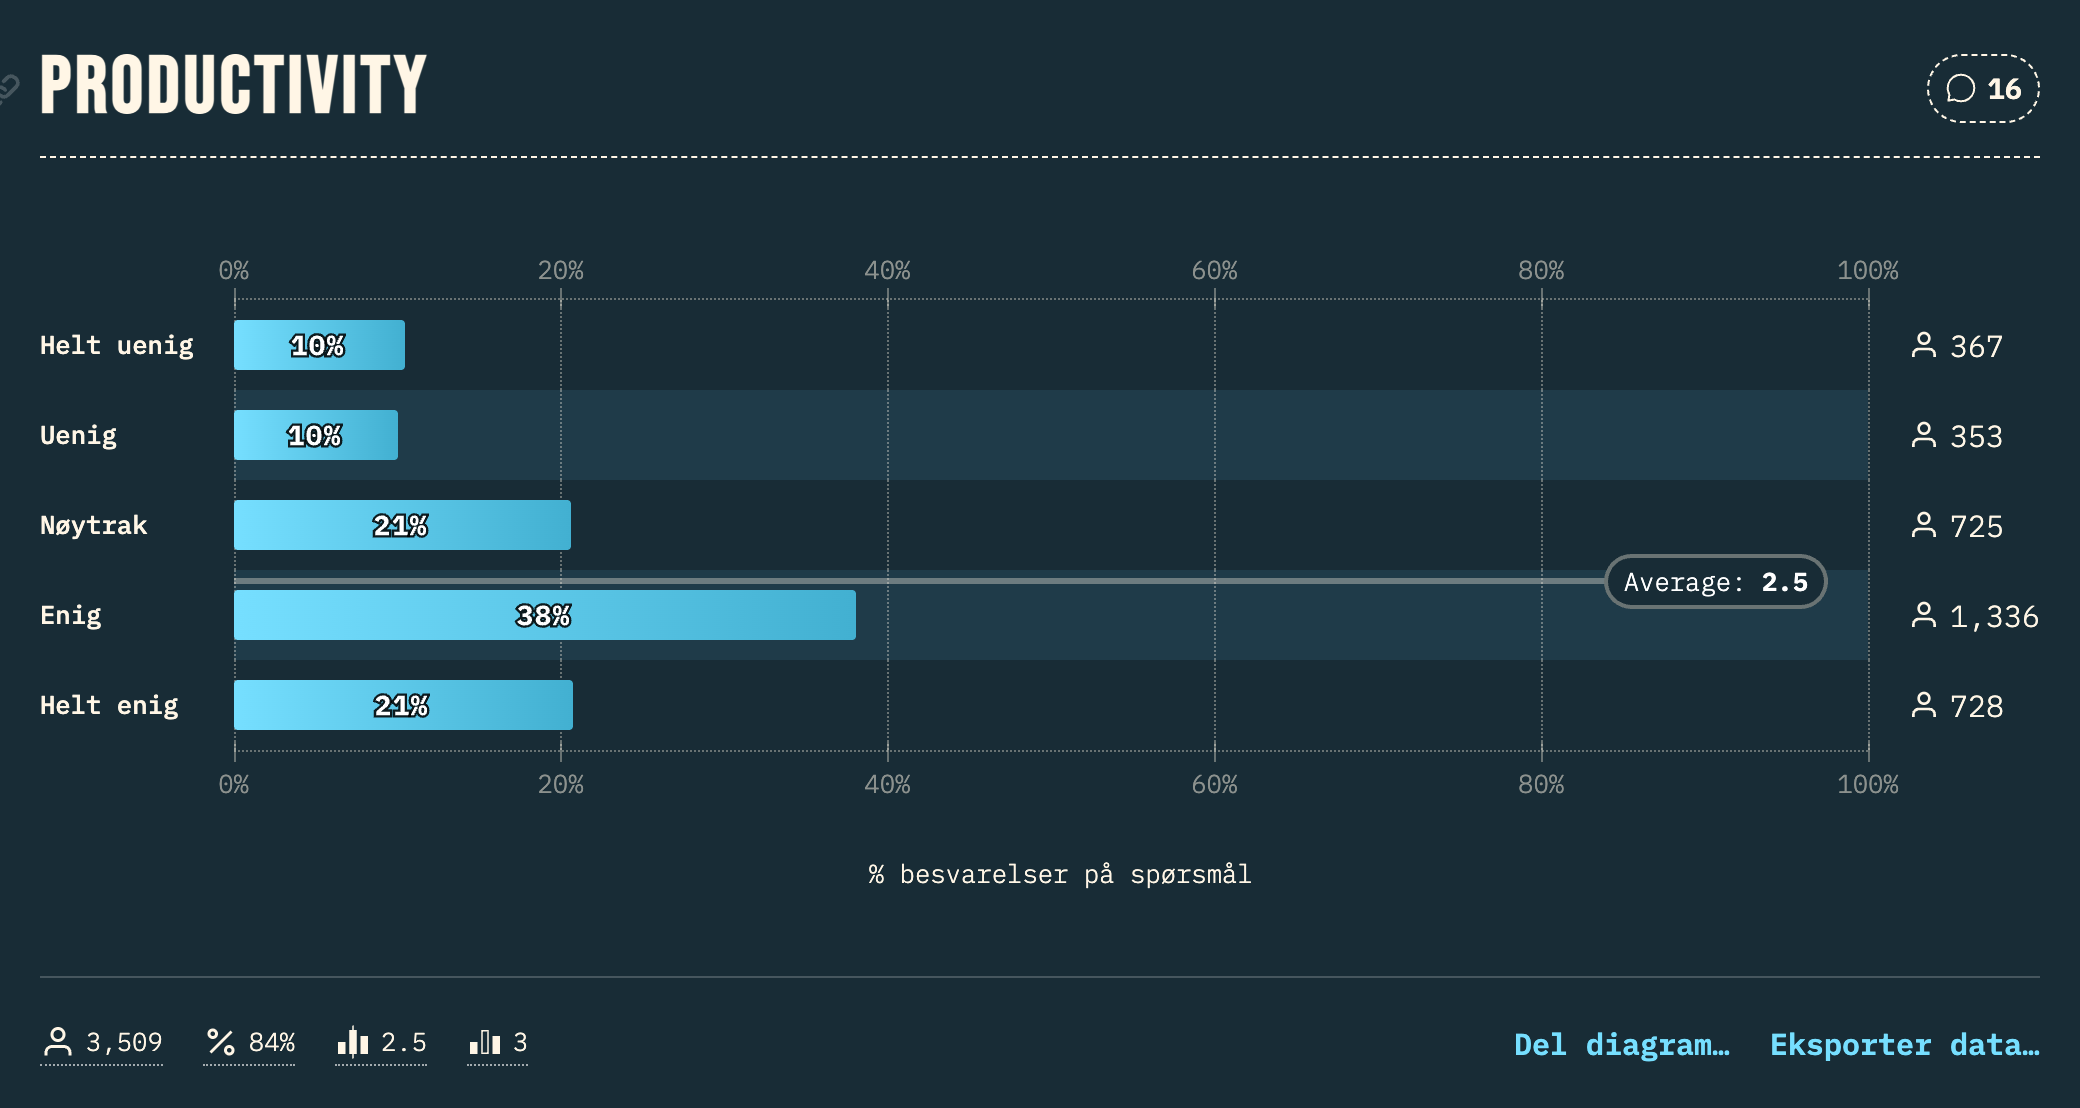 PRODUCTIVITY
16
0% 20% 40% 60% 80% 100%
Helt uenig 10% 367
Uenig 10% 353
Nøytrak 21% 725
Average: 2.5
Enig 38% 1,336
Helt enig 21% 728
0% 20% 40% 60% 80% 100%
% besvarelser på spørsmål
3,509 84% 2.5 3 Del diagram… Eksporter data…